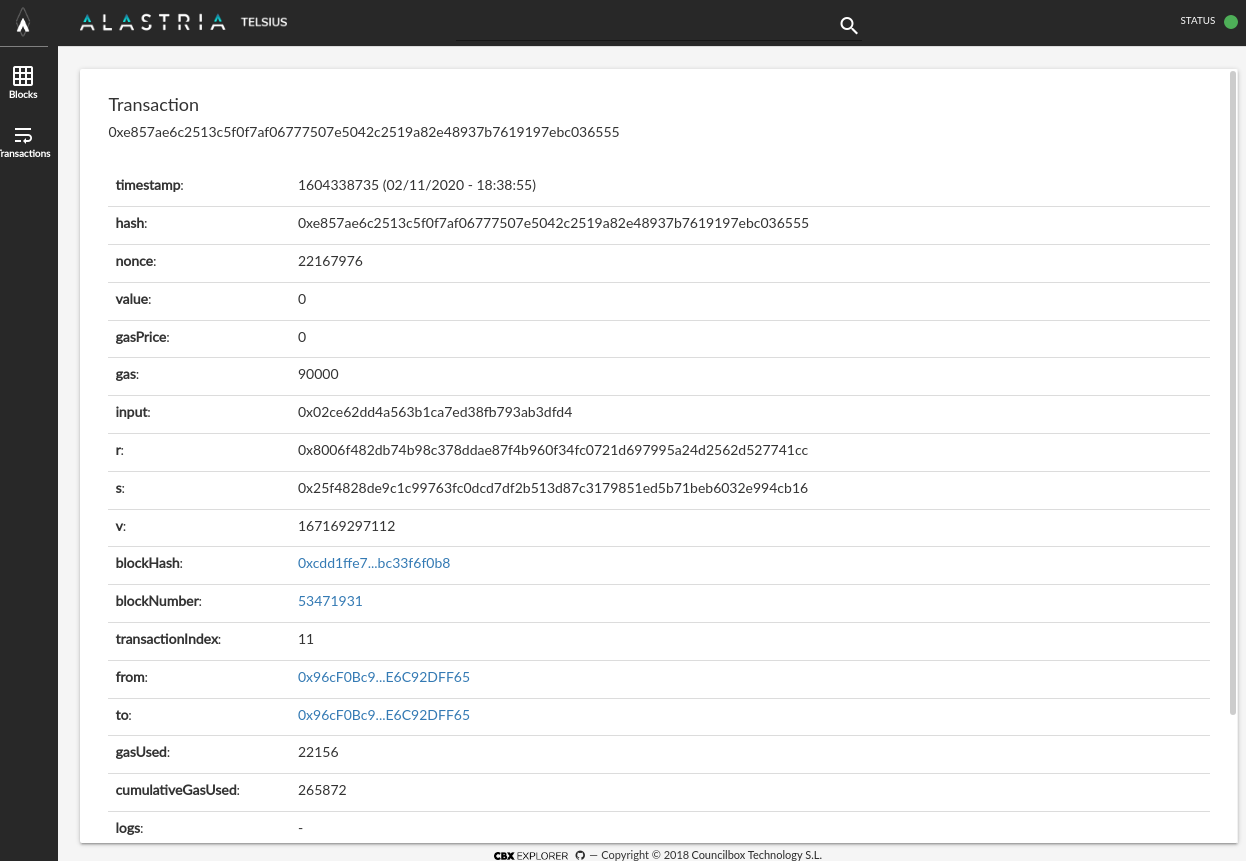 ALASTRIA TELSIUS
STATUS
Blocks
Transactions
Transaction
0xe857ae6c2513c5f0f7af06777507e5042c2519a82e48937b7619197ebc036555
timestamp: 1604338735 (02/11/2020 - 18:38:55)
hash: 0xe857ae6c2513c5f0f7af06777507e5042c2519a82e48937b7619197ebc036555
nonce: 22167976
value: 0
gasPrice: 0
gas: 90000
input: 0x02ce62dd4a563b1ca7ed38fb793ab3dfd4
r: 0x8006f482db74b98c378ddae87f4b960f34fc0721d697995a24d2562d527741cc
s: 0x25f4828de9c1c99763fc0dcd7df2b513d87c3179851ed5b71beb6032e994cb16
v: 167169297112
blockHash: 0xcdd1ffe7...bc33f6f0b8
blockNumber: 53471931
transactionIndex: 11
from: 0x96cF0Bc9...E6C92DFF65
to: 0x96cF0Bc9...E6C92DFF65
gasUsed: 22156
cumulativeGasUsed: 265872
logs: -
CBX EXPLORER — Copyright © 2018 Councilbox Technology S.L.